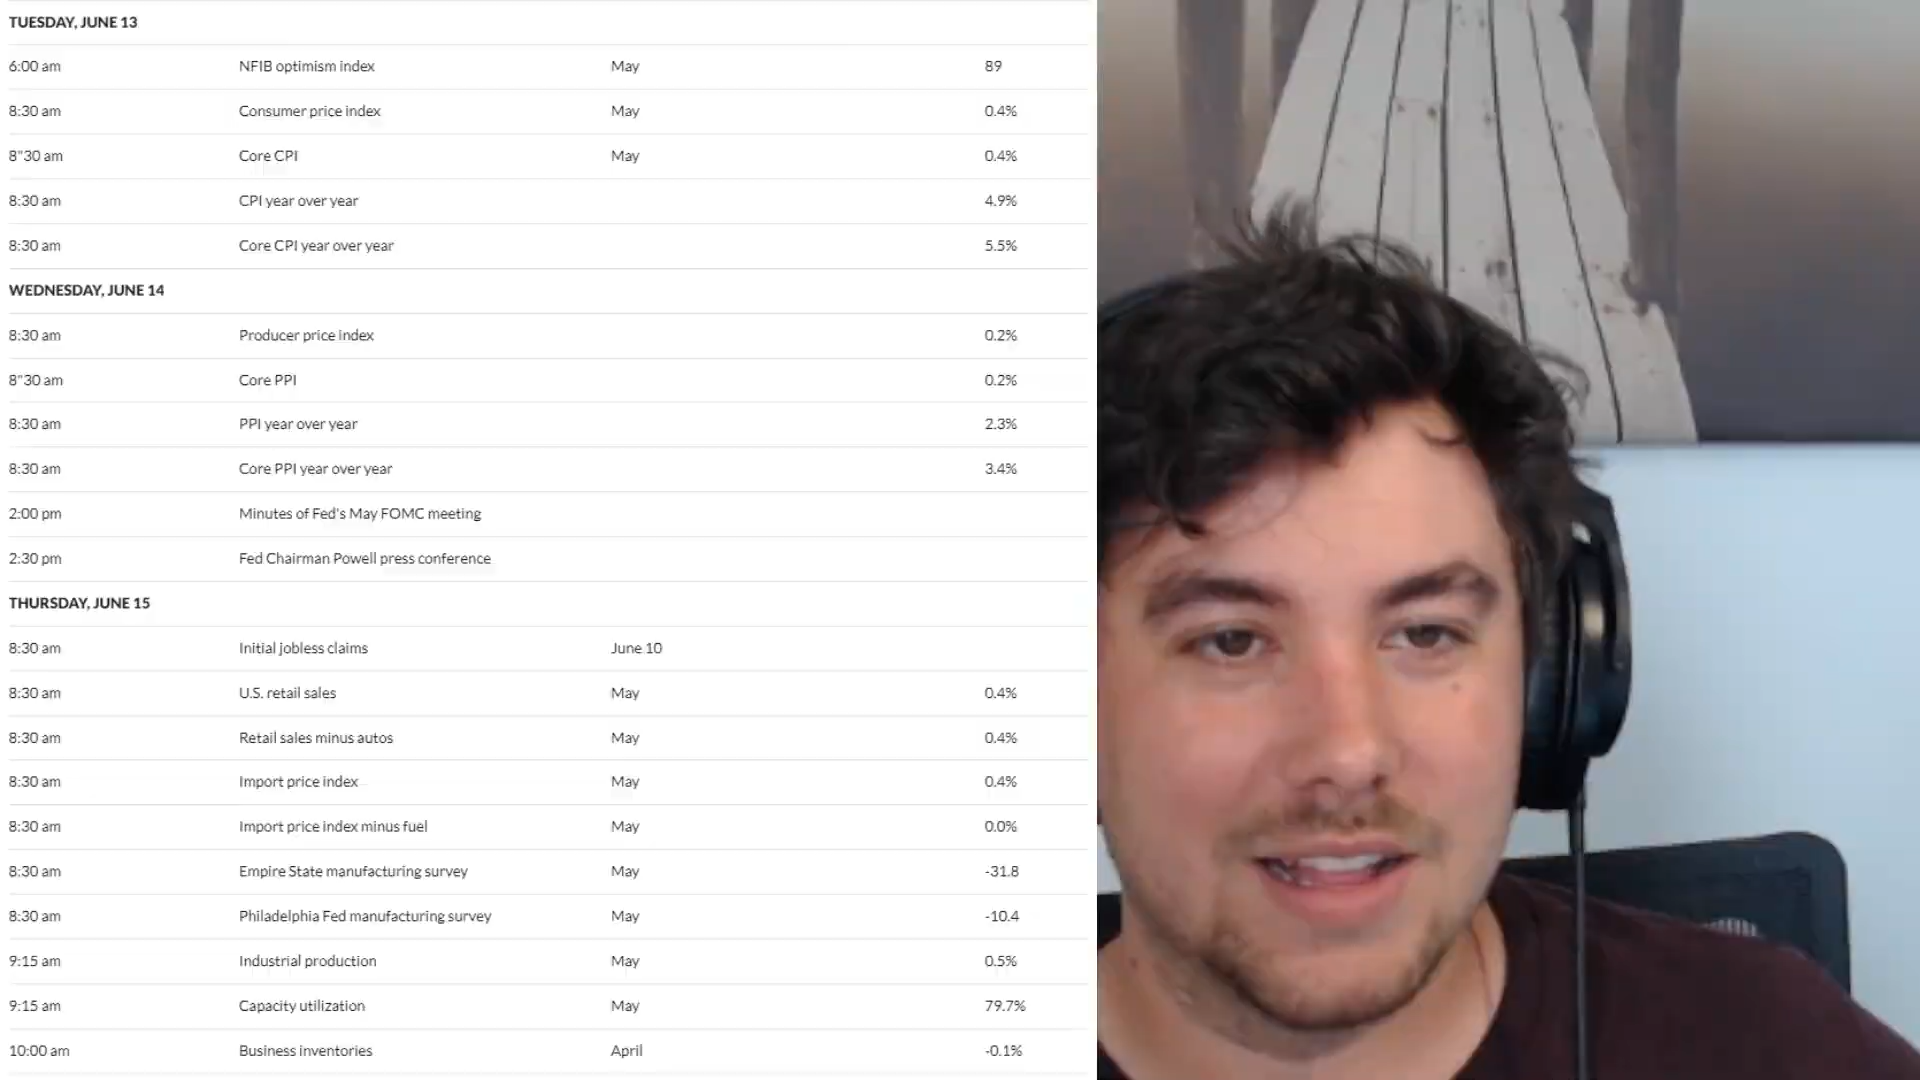 TUESDAY, JUNE 13
6:00 am NFIB optimism index May 89
8:30 am Consumer price index May 0.4%
8"30 am Core CPI May 0.4%
8:30 am CPI year over year 4.9%
8:30 am Core CPI year over year 5.5%
WEDNESDAY, JUNE 14
8:30 am Producer price index 0.2%
8"30 am Core PPI 0.2%
8:30 am PPI year over year 2.3%
8:30 am Core PPI year over year 3.4%
2:00 pm Minutes of Fed's May FOMC meeting
2:30 pm Fed Chairman Powell press conference
THURSDAY, JUNE 15
8:30 am Initial jobless claims June 10
8:30 am U.S. retail sales May 0.4%
8:30 am Retail sales minus autos May 0.4%
8:30 am Import price index May 0.4%
8:30 am Import price index minus fuel May 0.0%
8:30 am Empire State manufacturing survey May -31.8
8:30 am Philadelphia Fed manufacturing survey May -10.4
9:15 am Industrial production May 0.5%
9:15 am Capacity utilization May 79.7%
10:00 am Business inventories April -0.1%